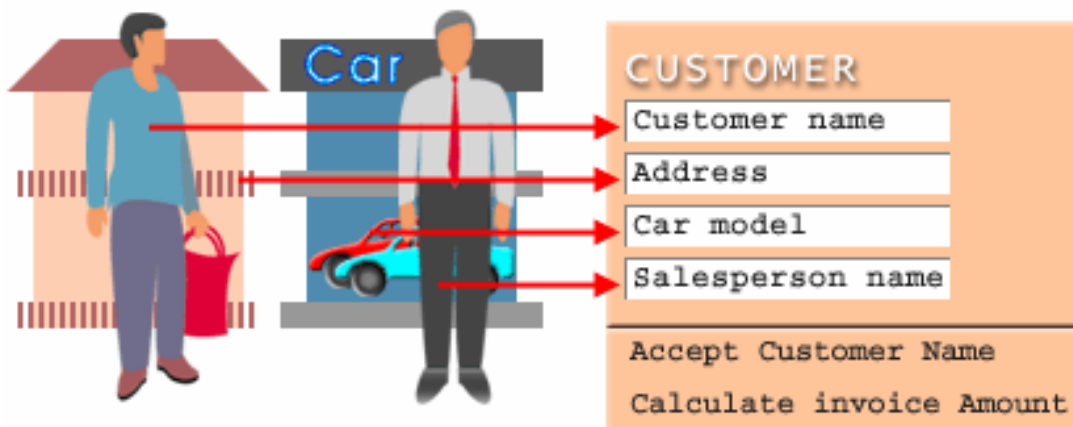 Car
CUSTOMER
Customer name
Address
Car model
Salesperson name
Accept Customer Name
Calculate invoice Amount